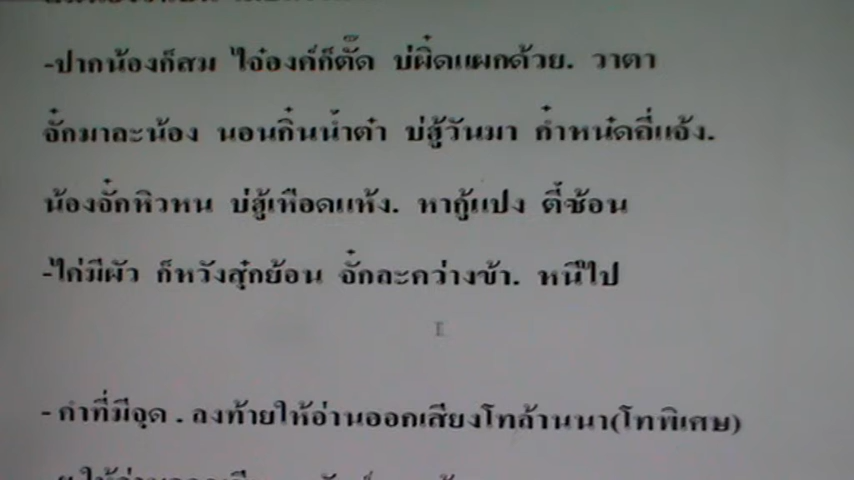 -ปากน้องก็สม ไจ๋องค์ก็ตั๊ด บ่ผิ๋ดแผกด้วย. วาตา
จั๋กมาละน้อง นอนกิ๋นน้ำต๋า บ่สู้วันมา กำหน๋ดฉี่แจ้ง.
น้องจั๋กหิวหน บ่สู้เหือดแห้ง. หากู้แปง ตี้ซ้อน
-ไค่มีผัว ก็หวังสุ๋กย้อน จั๋กละคว่างข้า. หนีไป
- คำที่มีจุด . ลงท้ายให้อ่านออกเสียงโทล้านนา(โทพิเศษ)